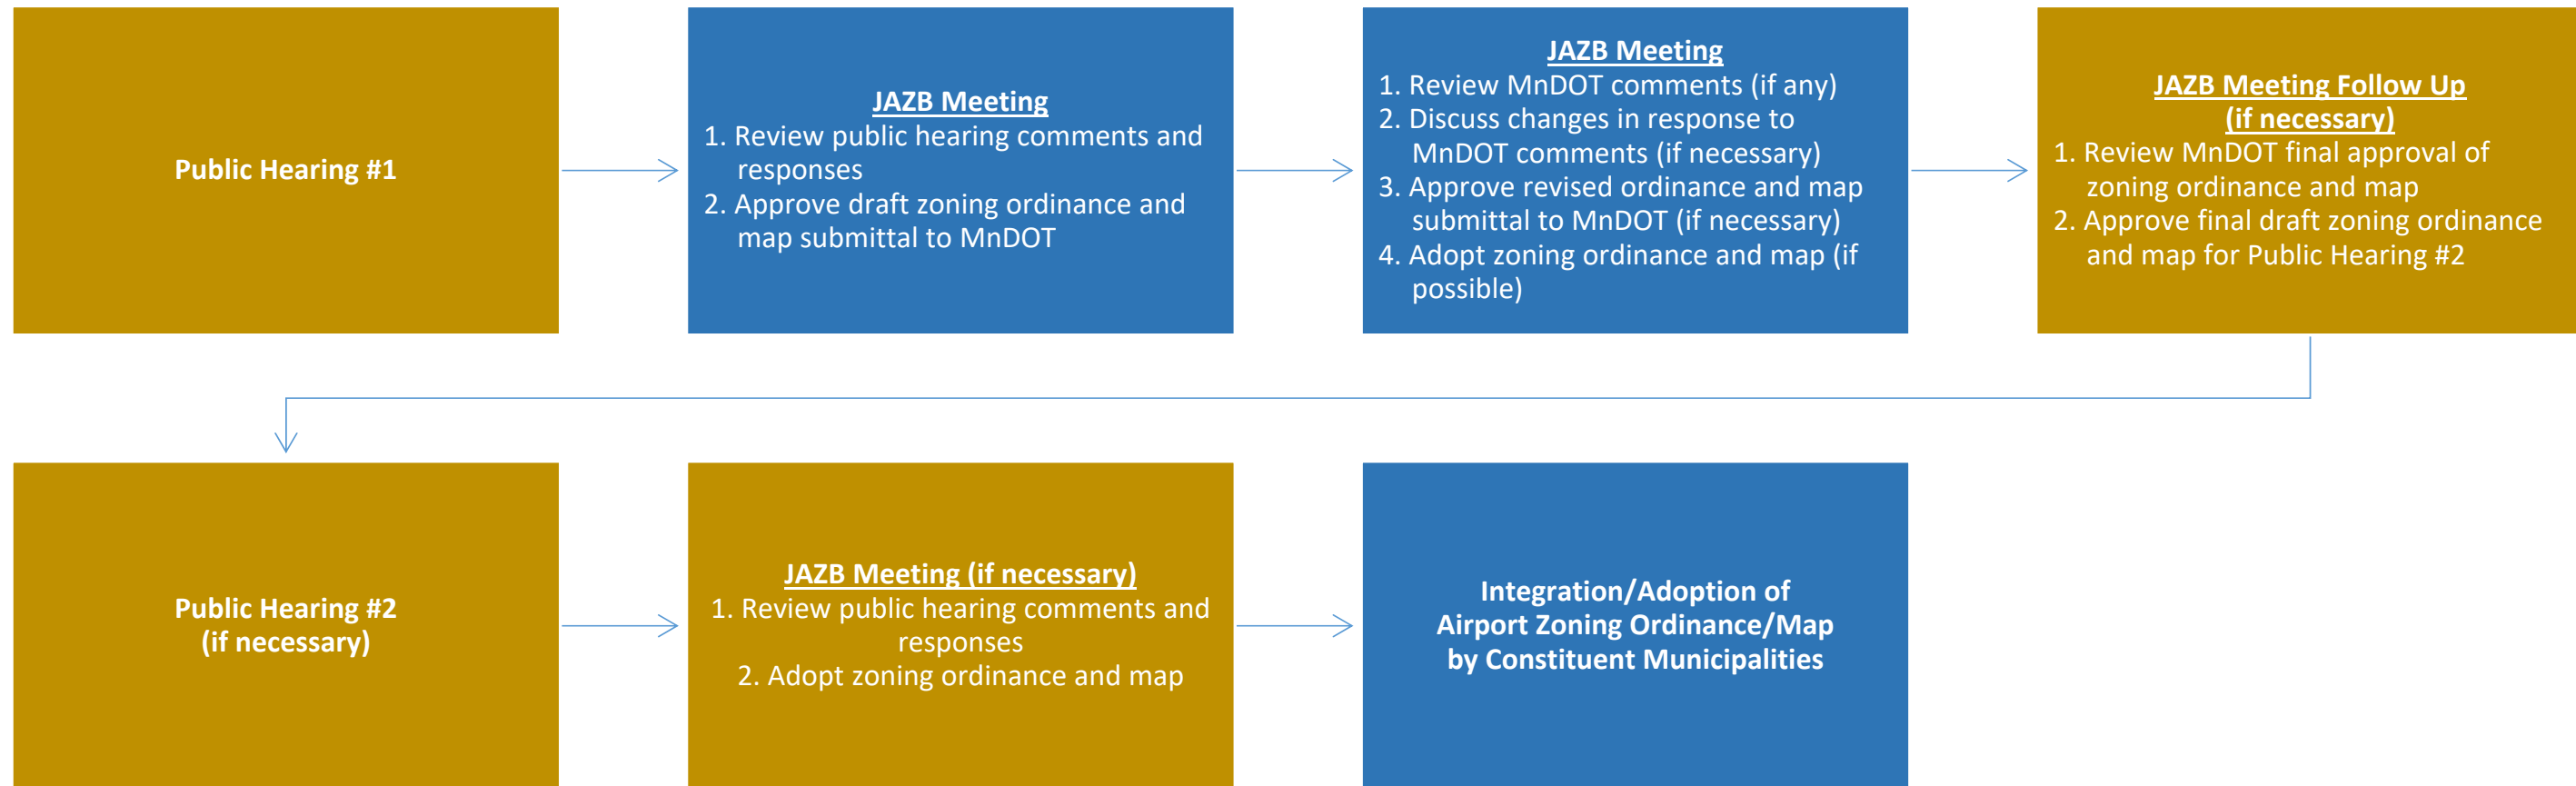 Public Hearing #1
JAZB Meeting
1. Review public hearing comments and
responses
2. Approve draft zoning ordinance and
map submittal to MnDOT
JAZB Meeting
1. Review MnDOT comments (if any)
2. Discuss changes in response to
MnDOT comments (if necessary)
3. Approve revised ordinance and map
submittal to MnDOT (if necessary)
4. Adopt zoning ordinance and map (if
possible)
JAZB Meeting Follow Up
(if necessary)
1. Review MnDOT final approval of
zoning ordinance and map
2. Approve final draft zoning ordinance
and map for Public Hearing #2
Public Hearing #2
(if necessary)
JAZB Meeting (if necessary)
1. Review public hearing comments and
responses
2. Adopt zoning ordinance and map
Integration/Adoption of
Airport Zoning Ordinance/Map
by Constituent Municipalities